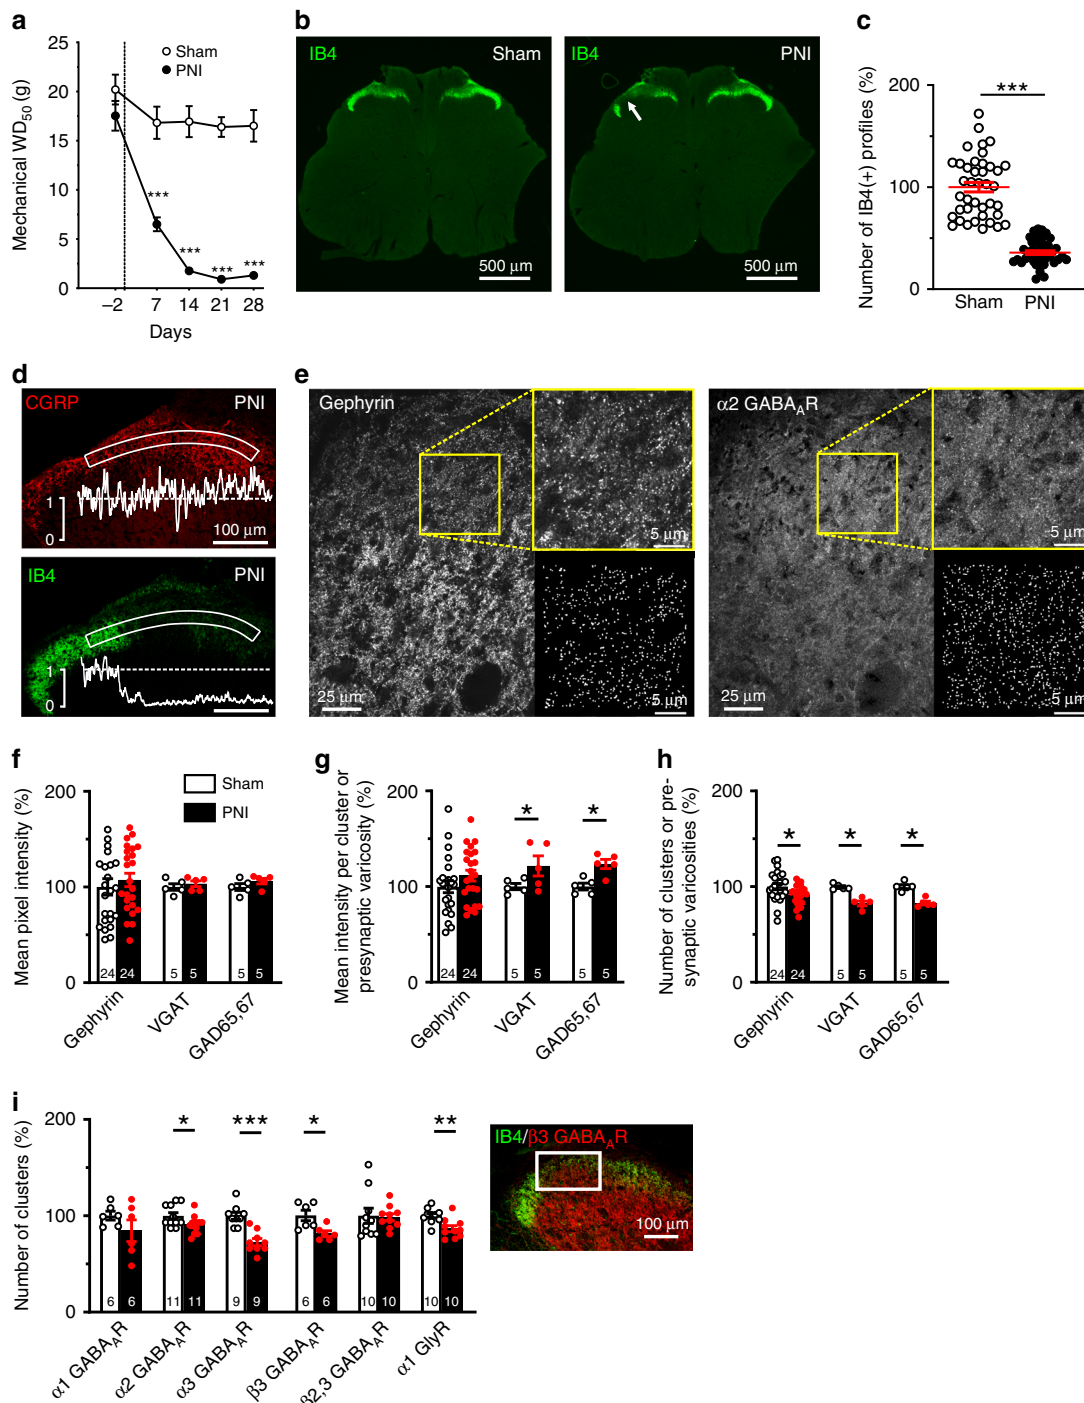 a
Mechanical WD50 (g)
25
20
15
10
5
0
Sham
PNI
***
***
***
***
–2
7
14
21
28
Days
b
IB4
Sham
500 µm
IB4
PNI
500 µm
c
Number of IB4(+) profiles (%)
200
100
0
***
Sham
PNI
d
CGRP
PNI
1
0
100 µm
IB4
PNI
1
0
e
Gephyrin
5 µm
25 µm
5 µm
α2 GABAAR
5 µm
25 µm
5 µm
f
Mean pixel intensity (%)
200
100
0
Sham
PNI
24
24
5
5
5
5
Gephyrin
VGAT
GAD65,67
g
Mean intensity per cluster or
presynaptic varicosity (%)
200
100
0
*
*
24
24
5
5
5
5
Gephyrin
VGAT
GAD65,67
h
Number of clusters or pre-
synaptic varicosities (%)
200
100
0
*
*
*
24
24
5
5
5
5
Gephyrin
VGAT
GAD65,67
i
Number of clusters (%)
200
100
0
*
***
*
**
6
6
11
11
9
9
6
6
10
10
10
10
α1 GABAAR
α2 GABAAR
α3 GABAAR
β3 GABAAR
β2,3 GABAAR
α1 GlyR
IB4/β3 GABAAR
100 µm